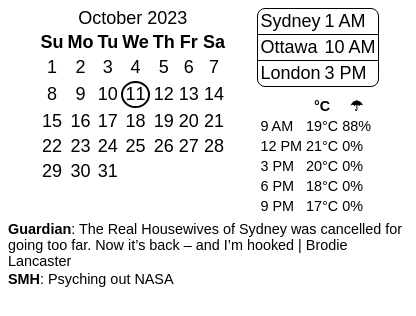 October 2023
Su Mo Tu We Th Fr Sa
1 2 3 4 5 6 7
8 9 10 11 12 13 14
15 16 17 18 19 20 21
22 23 24 25 26 27 28
29 30 31
Sydney 1 AM
Ottawa 10 AM
London 3 PM
°C ☂
9 AM 19°C 88%
12 PM 21°C 0%
3 PM 20°C 0%
6 PM 18°C 0%
9 PM 17°C 0%
Guardian: The Real Housewives of Sydney was cancelled for
going too far. Now it’s back – and I’m hooked | Brodie
Lancaster
SMH: Psyching out NASA